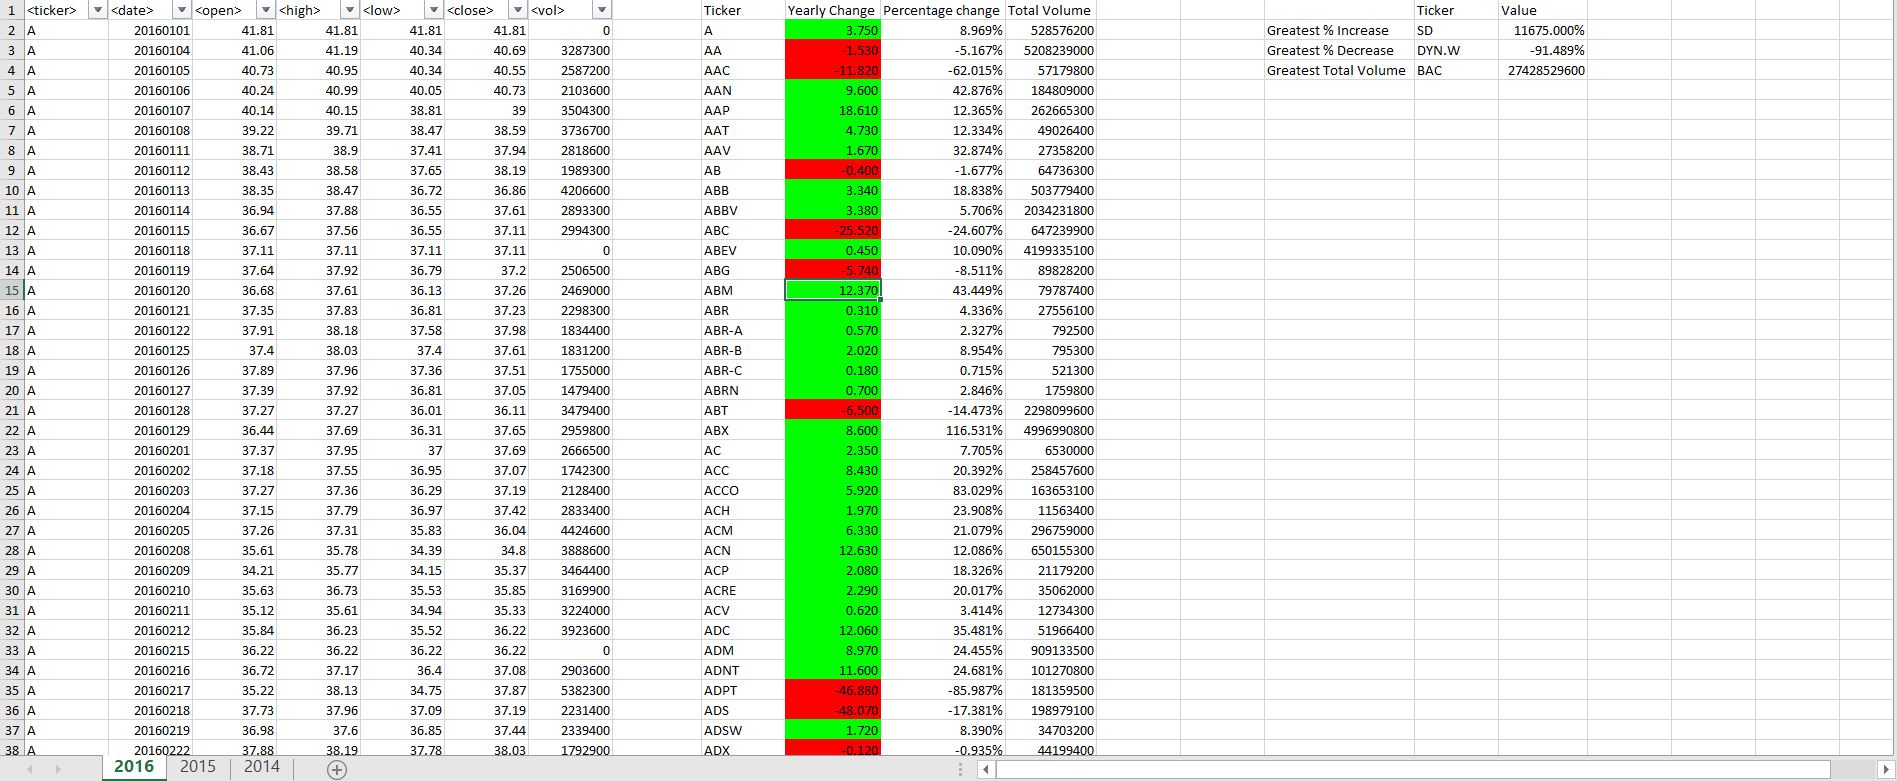 1 <ticker> <date> <open> <high> <low> <close> <vol> Ticker Yearly Change Percentage change Total Volume Ticker Value
2 A 20160101 41.81 41.81 41.81 41.81 0 A 3.750 8.969% 528576200 Greatest % Increase SD 11675.000%
3 A 20160104 41.06 41.19 40.34 40.69 3287300 AA -1.530 -5.167% 5208239000 Greatest % Decrease DYN.W -91.489%
4 A 20160105 40.73 40.95 40.34 40.55 2587200 AAC -11.820 -62.015% 57179800 Greatest Total Volume BAC 27428529600
5 A 20160106 40.24 40.99 40.05 40.73 2103600 AAN 9.600 42.876% 184809000
6 A 20160107 40.14 40.15 38.81 39 3504300 AAP 18.610 12.365% 262665300
7 A 20160108 39.22 39.71 38.47 38.59 3736700 AAT 4.730 12.334% 49026400
8 A 20160111 38.71 38.9 37.41 37.94 2818600 AAV 1.670 32.874% 27358200
9 A 20160112 38.43 38.58 37.65 38.19 1989300 AB -0.400 -1.677% 64736300
10 A 20160113 38.35 38.47 36.72 36.86 4206600 ABB 3.340 18.838% 503779400
11 A 20160114 36.94 37.88 36.55 37.61 2893300 ABBV 3.380 5.706% 2034231800
12 A 20160115 36.67 37.56 36.55 37.11 2994300 ABC -25.520 -24.607% 647239900
13 A 20160118 37.11 37.11 37.11 37.11 0 ABEV 0.450 10.090% 4199335100
14 A 20160119 37.64 37.92 36.79 37.2 2506500 ABG -5.740 -8.511% 89828200
15 A 20160120 36.68 37.61 36.13 37.26 2469000 ABM 12.370 43.449% 79787400
16 A 20160121 37.35 37.83 36.81 37.23 2298300 ABR 0.310 4.336% 27556100
17 A 20160122 37.91 38.18 37.58 37.98 1834400 ABR-A 0.570 2.327% 792500
18 A 20160125 37.4 38.03 37.4 37.61 1831200 ABR-B 2.020 8.954% 795300
19 A 20160126 37.89 37.96 37.36 37.51 1755000 ABR-C 0.180 0.715% 521300
20 A 20160127 37.39 37.92 36.81 37.05 1479400 ABRN 0.700 2.846% 1759800
21 A 20160128 37.27 37.27 36.01 36.11 3479400 ABT -6.500 -14.473% 2298099600
22 A 20160129 36.44 37.69 36.31 37.65 2959800 ABX 8.600 116.531% 4996990800
23 A 20160201 37.37 37.95 37 37.69 2666500 AC 2.350 7.705% 6530000
24 A 20160202 37.18 37.55 36.95 37.07 1742300 ACC 8.430 20.392% 258457600
25 A 20160203 37.27 37.36 36.29 37.19 2128400 ACCO 5.920 83.029% 163653100
26 A 20160204 37.15 37.79 36.97 37.42 2833400 ACH 1.970 23.908% 11563400
27 A 20160205 37.26 37.31 35.83 36.04 4424600 ACM 6.330 21.079% 296759000
28 A 20160208 35.61 35.78 34.39 34.8 3888600 ACN 12.630 12.086% 650155300
29 A 20160209 34.21 35.77 34.15 35.37 3464400 ACP 2.080 18.326% 21179200
30 A 20160210 35.63 36.73 35.53 35.85 3169900 ACRE 2.290 20.017% 35062000
31 A 20160211 35.12 35.61 34.94 35.33 3224000 ACV 0.620 3.414% 12734300
32 A 20160212 35.84 36.23 35.52 36.22 3923600 ADC 12.060 35.481% 51966400
33 A 20160215 36.22 36.22 36.22 36.22 0 ADM 8.970 24.455% 909133500
34 A 20160216 36.72 37.17 36.4 37.08 2903600 ADNT 11.600 24.681% 101270800
35 A 20160217 35.22 38.13 34.75 37.87 5382300 ADPT -46.880 -85.987% 181359500
36 A 20160218 37.73 37.96 37.09 37.19 2231400 ADS -48.070 -17.381% 198979100
37 A 20160219 36.98 37.6 36.85 37.44 2339400 ADSW 1.720 8.390% 34703200
38 A 20160222 37.88 38.19 37.78 38.03 1792900 ADX -0.120 -0.935% 44199400
2016 2015 2014